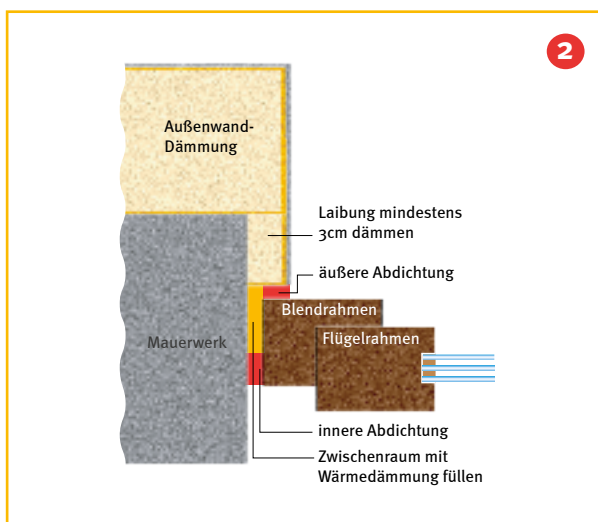 2
Außenwand-
Dämmung
Laibung mindestens
3cm dämmen
äußere Abdichtung
Blendrahmen
Flügelrahmen
Mauerwerk
innere Abdichtung
Zwischenraum mit
Wärmedämmung füllen